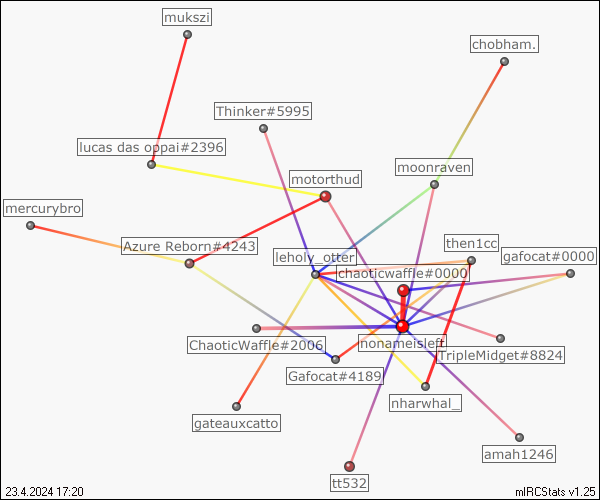 mukszi
chobham.
Thinker#5995
lucas das oppai#2396
moonraven
motorthud
mercurybro
Azure Reborn#4243
then1cc
leholy_otter
gafocat#0000
chaoticwaffle#0000
nonameisleft
ChaoticWaffle#2006
TripleMidget#8824
Gafocat#4189
nharwhal_
gateauxcatto
amah1246
tt532
23.4.2024 17:20
mIRCStats v1.25